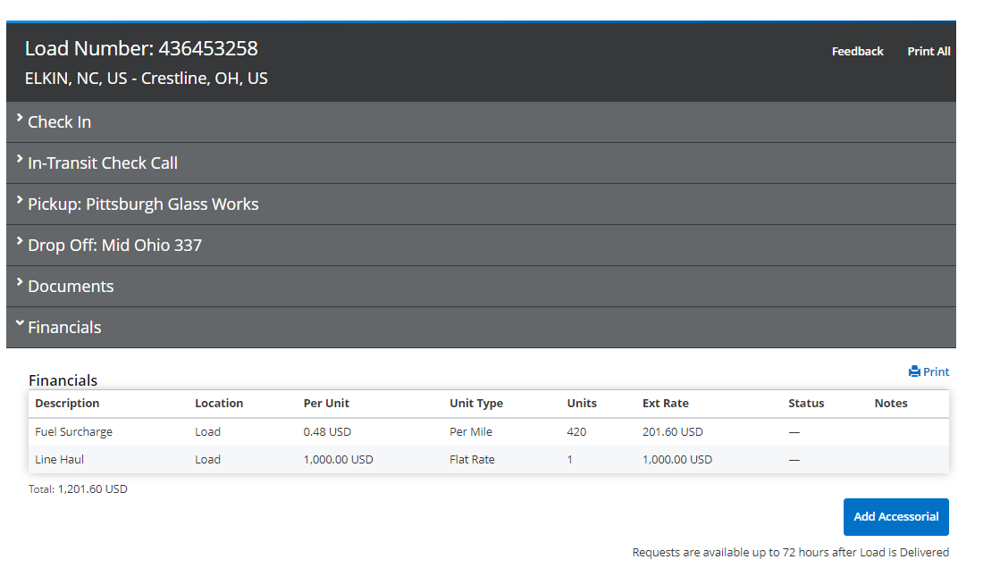 Load Number: 436453258
Feedback Print All
ELKIN, NC, US - Crestline, OH, US
Check In
In-Transit Check Call
Pickup: Pittsburgh Glass Works
Drop Off: Mid Ohio 337
Documents
Financials
Print
Financials
Description Location Per Unit Unit Type Units Ext Rate Status Notes
Fuel Surcharge Load 0.48 USD Per Mile 420 201.60 USD —
Line Haul Load 1,000.00 USD Flat Rate 1 1,000.00 USD —
Total: 1,201.60 USD
Add Accessorial
Requests are available up to 72 hours after Load is Delivered